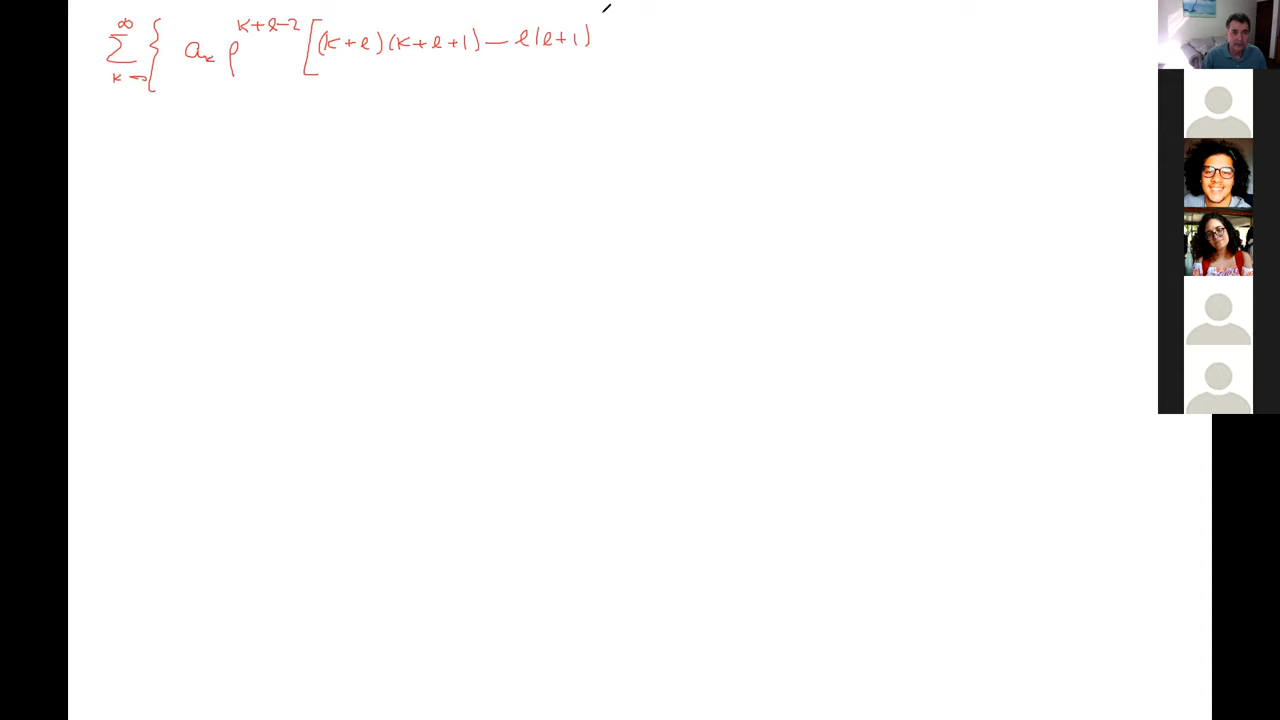 ∞
∑ { a_k ρ^{k+l-2} [(k+l)(k+l+1) - l(l+1)
k=0